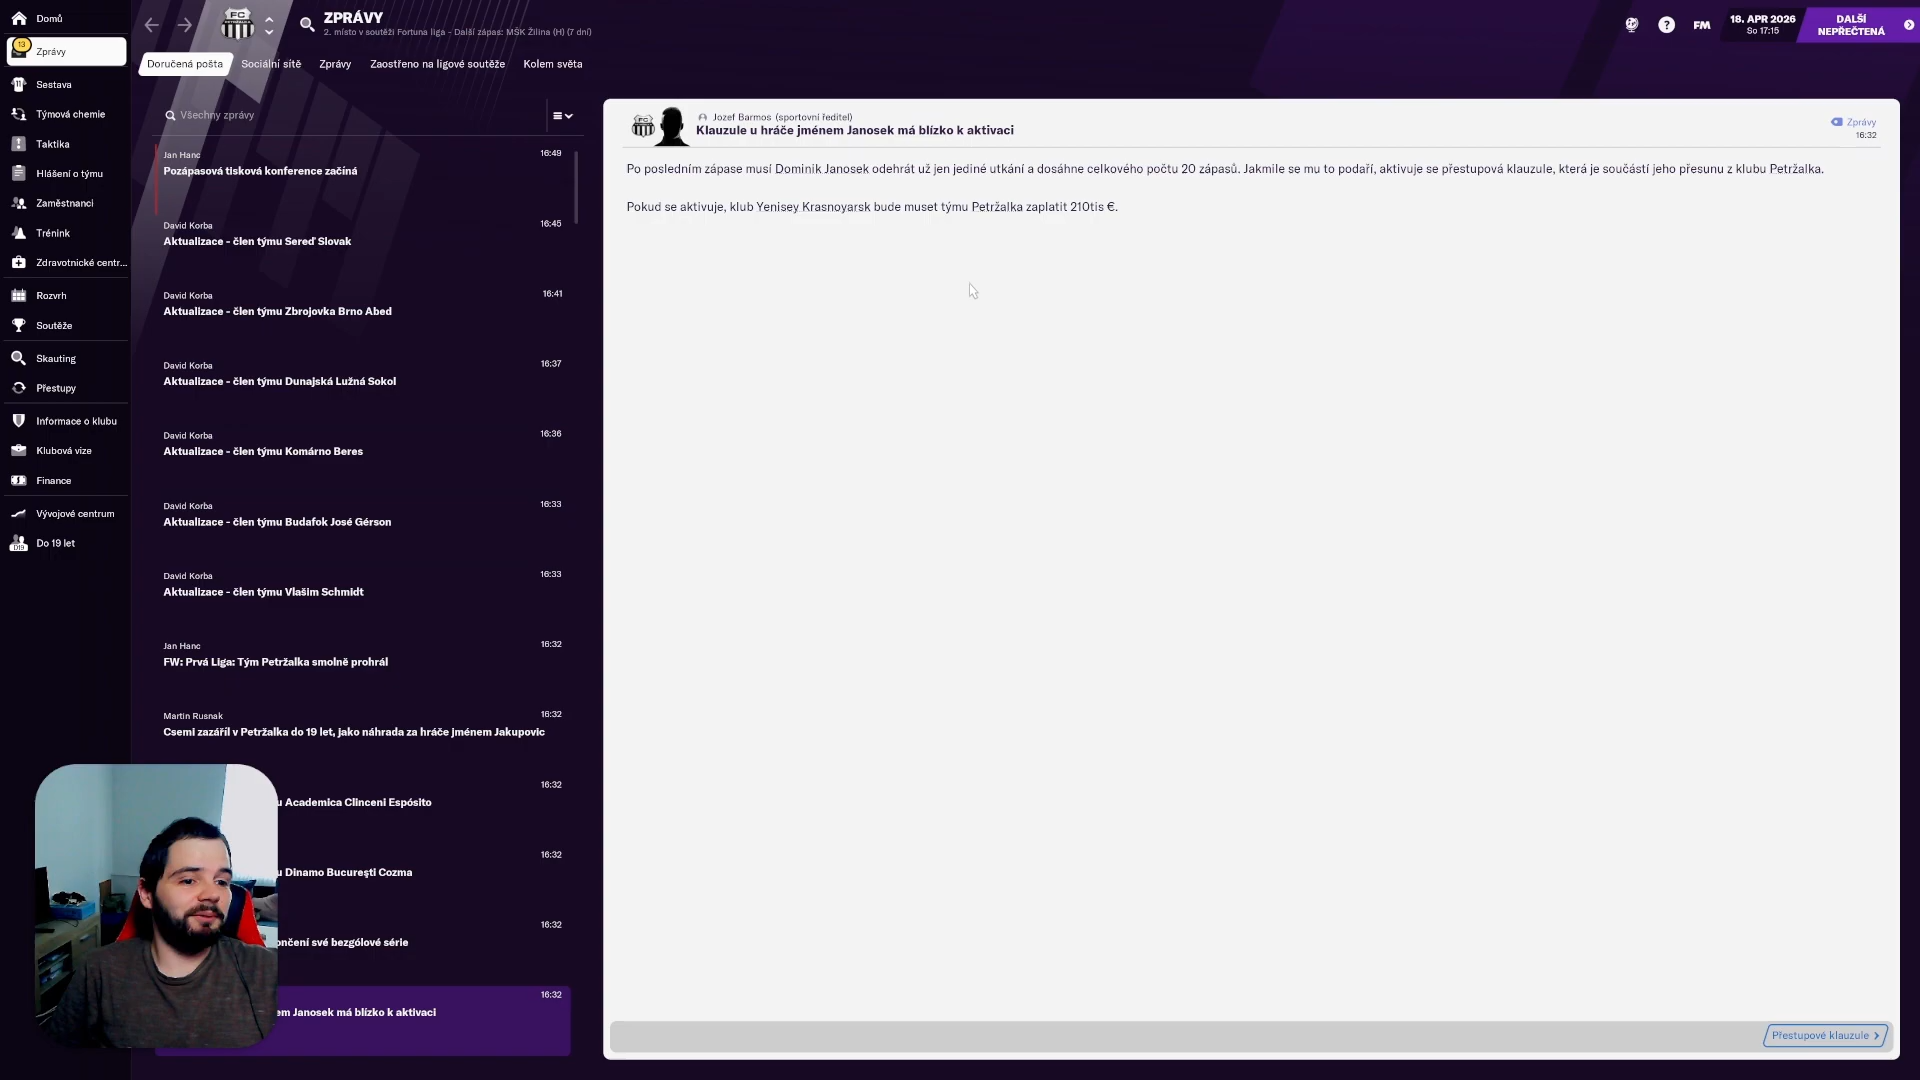 Domů
13
Zprávy
Sestava
Týmová chemie
Taktika
Hlášení o týmu
Zaměstnanci
Trénink
Zdravotnické centr...
Rozvrh
Soutěže
Skauting
Přestupy
Informace o klubu
Klubová vize
Finance
Vývojové centrum
D19
Do 19 let
FC
PETRŽALKA
ZPRÁVY
2. místo v soutěži Fortuna liga - Další zápas: MŠK Žilina (H) (7 dní)
?
FM
18. APR 2026
So 17:15
DALŠÍ
NEPŘEČTENÁ
Doručená pošta
Sociální sítě
Zprávy
Zaostřeno na ligové soutěže
Kolem světa
Všechny zprávy
Jan Hanc
16:49
Pozápasová tisková konference začíná
David Korba
16:45
Aktualizace - člen týmu Sereď Slovak
David Korba
16:41
Aktualizace - člen týmu Zbrojovka Brno Abed
David Korba
16:37
Aktualizace - člen týmu Dunajská Lužná Sokol
David Korba
16:36
Aktualizace - člen týmu Komárno Beres
David Korba
16:33
Aktualizace - člen týmu Budafok José Gérson
David Korba
16:33
Aktualizace - člen týmu Vlašim Schmidt
Jan Hanc
16:32
FW: Prvá Liga: Tým Petržalka smolně prohrál
Martin Rusnak
16:32
Csemi zazářil v Petržalka do 19 let, jako náhrada za hráče jménem Jakupovic
16:32
u Academica Clinceni Espósito
16:32
u Dinamo Bucureşti Cozma
16:32
ončení své bezgólové série
16:32
em Janosek má blízko k aktivaci
Jozef Barmos (sportovní ředitel)
Klauzule u hráče jménem Janosek má blízko k aktivaci
Zprávy
16:32
Po posledním zápase musí Dominik Janosek odehrát už jen jediné utkání a dosáhne celkového počtu 20 zápasů. Jakmile se mu to podaří, aktivuje se přestupová klauzule, která je součástí jeho přesunu z klubu Petržalka.
Pokud se aktivuje, klub Yenisey Krasnoyarsk bude muset týmu Petržalka zaplatit 210tis €.
Přestupové klauzule